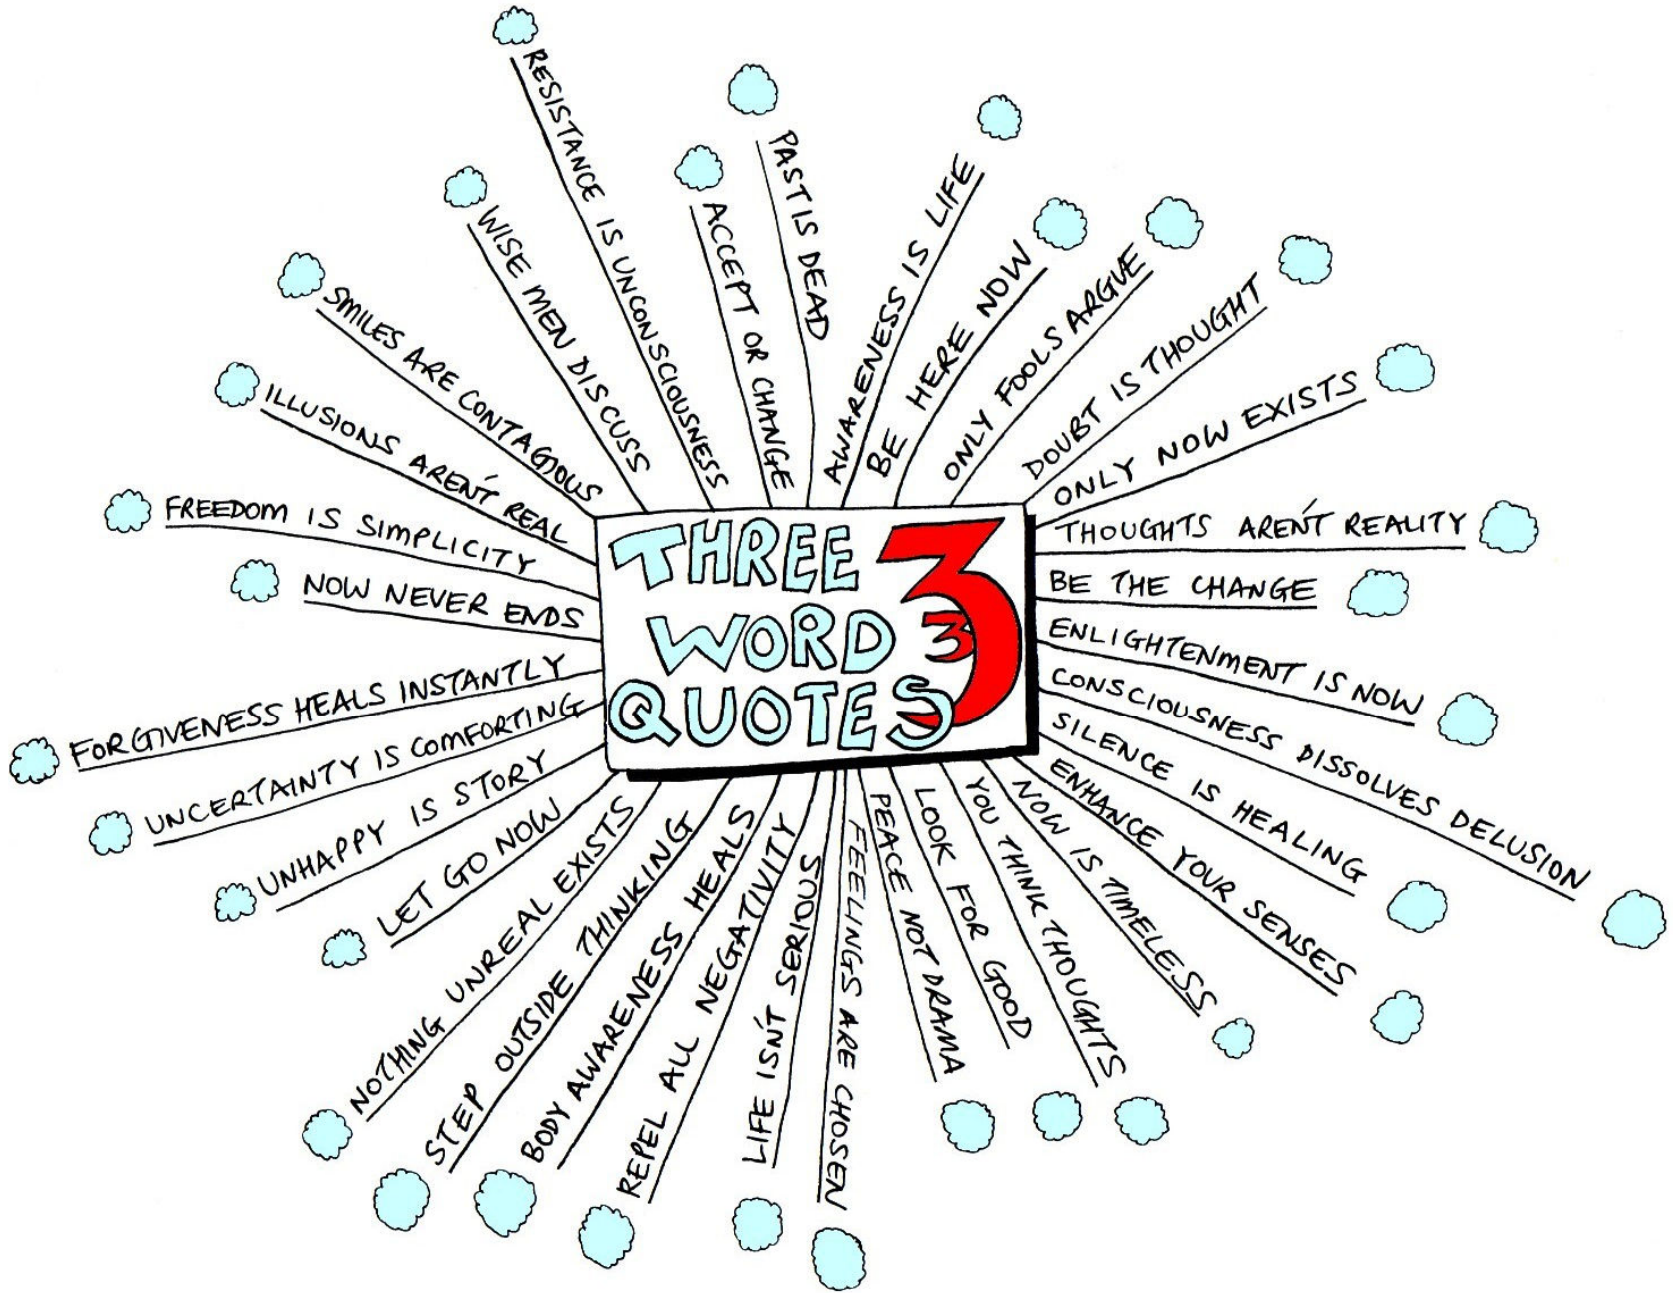 THREE 3
WORD 3
QUOTES
PAST IS DEAD
AWARENESS IS LIFE
BE HERE NOW
ONLY FOOLS ARGUE
DOUBT IS THOUGHT
ONLY NOW EXISTS
THOUGHTS AREN'T REALITY
BE THE CHANGE
ENLIGHTENMENT IS NOW
CONSCIOUSNESS DISSOLVES DELUSION
SILENCE IS HEALING
ENHANCE YOUR SENSES
NOW IS TIMELESS
YOU THINK THOUGHTS
LOOK FOR GOOD
PEACE NOT DRAMA
FEELINGS ARE CHOSEN
LIFE ISN'T SERIOUS
REPEL ALL NEGATIVITY
BODY AWARENESS HEALS
STEP OUTSIDE THINKING
NOTHING UNREAL EXISTS
LET GO NOW
UNHAPPY IS STORY
UNCERTAINTY IS COMFORTING
FORGIVENESS HEALS INSTANTLY
NOW NEVER ENDS
FREEDOM IS SIMPLICITY
ILLUSIONS AREN'T REAL
SMILES ARE CONTAGIOUS
WISE MEN DISCUSS
RESISTANCE IS UNCONSCIOUSNESS
ACCEPT OR CHANGE